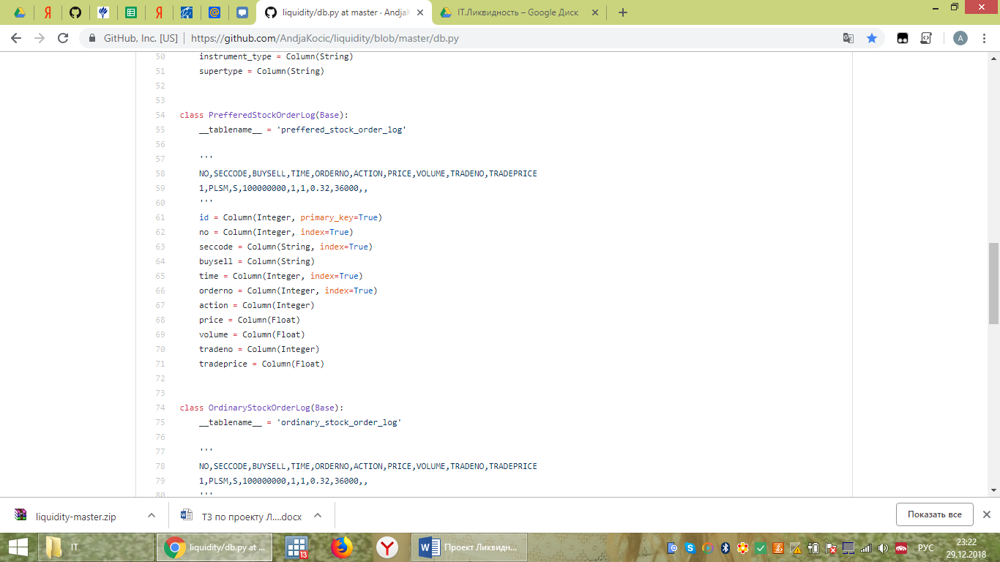 liquidity/db.py at master · Andja
IT.Ликвидность – Google Диск
GitHub, Inc. [US] | https://github.com/AndjaKocic/liquidity/blob/master/db.py
A
50 instrument_type = Column(String)
51 supertype = Column(String)
52
53
54 class PrefferedStockOrderLog(Base):
55 __tablename__ = 'preffered_stock_order_log'
56
57 '''
58 NO,SECCODE,BUYSELL,TIME,ORDERNO,ACTION,PRICE,VOLUME,TRADENO,TRADEPRICE
59 1,PLSM,S,100000000,1,1,0.32,36000,,
60 '''
61 id = Column(Integer, primary_key=True)
62 no = Column(Integer, index=True)
63 seccode = Column(String, index=True)
64 buysell = Column(String)
65 time = Column(Integer, index=True)
66 orderno = Column(Integer, index=True)
67 action = Column(Integer)
68 price = Column(Float)
69 volume = Column(Float)
70 tradeno = Column(Integer)
71 tradeprice = Column(Float)
72
73
74 class OrdinaryStockOrderLog(Base):
75 __tablename__ = 'ordinary_stock_order_log'
76
77 '''
78 NO,SECCODE,BUYSELL,TIME,ORDERNO,ACTION,PRICE,VOLUME,TRADENO,TRADEPRICE
79 1,PLSM,S,100000000,1,1,0.32,36000,,
80 '''
liquidity-master.zip
ТЗ по проекту Л....docx
Показать все
IT
liquidity/db.py at ...
13
Проект Ликвидн...
РУС
23:22
29.12.2018